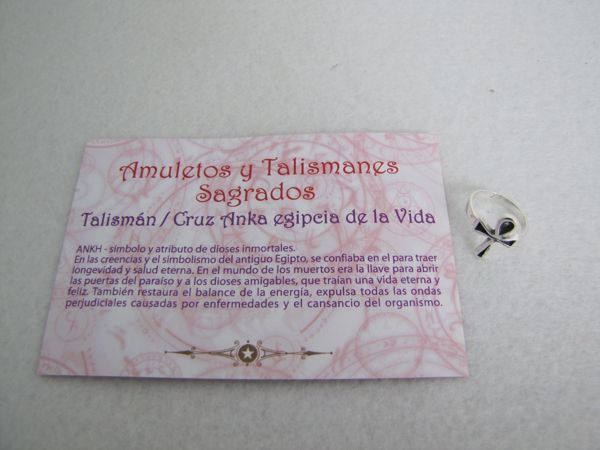 Amuletos y Talismanes
Sagrados
Talismán / Cruz Anka egipcia de la Vida
ANKH - símbolo y atributo de dioses inmortales.
En las creencias y el simbolismo del antiguo Egipto, se confiaba en el para traer
longevidad y salud eterna. En el mundo de los muertos era la llave para abrir
las puertas del paraíso y a los dioses amigables, que traían una vida eterna y
feliz. También restaura el balance de la energía, expulsa todas las ondas
perjudiciales causadas por enfermedades y el cansancio del organismo.